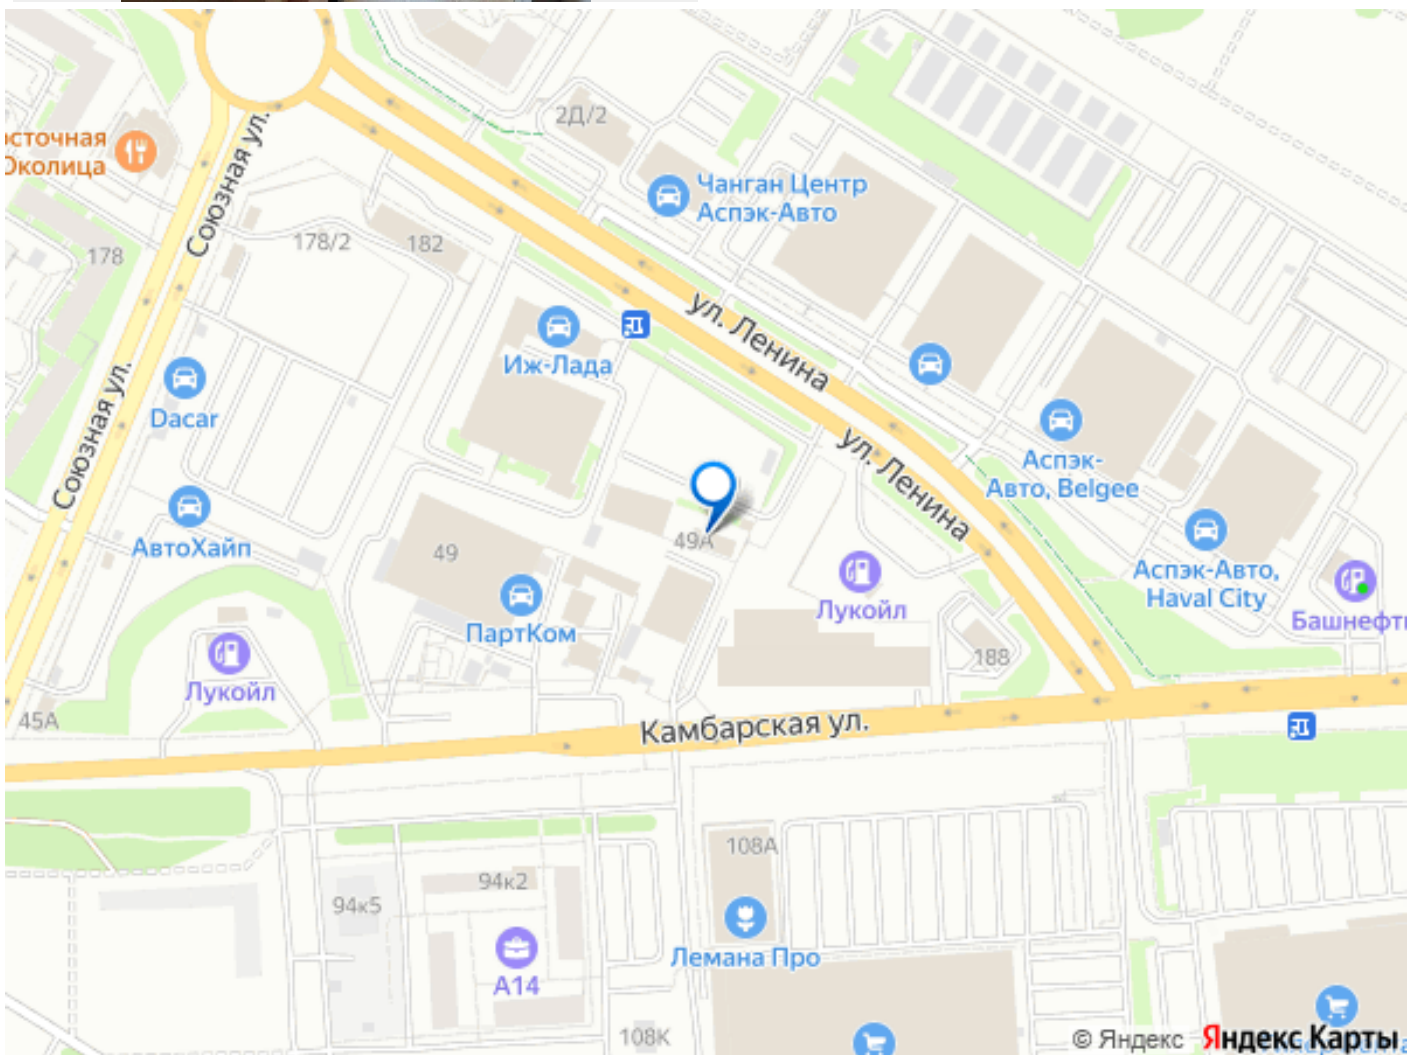 2Д/2
осточная
Околица
Союзная ул.
Чанган Центр
Аспэк-Авто
178/2
182
178
ул. Ленина
Иж-Лада
Dacar
Союзная ул.
ул. Ленина
Аспэк-
Авто, Belgee
АвтоХайп
49
49А
Лукойл
Аспэк-Авто,
Haval City
Башнефть
ПартКом
188
Лукойл
45А
Камбарская ул.
108А
94к2
94к5
Лемана Про
А14
108К
© Яндекс Яндекс Карты